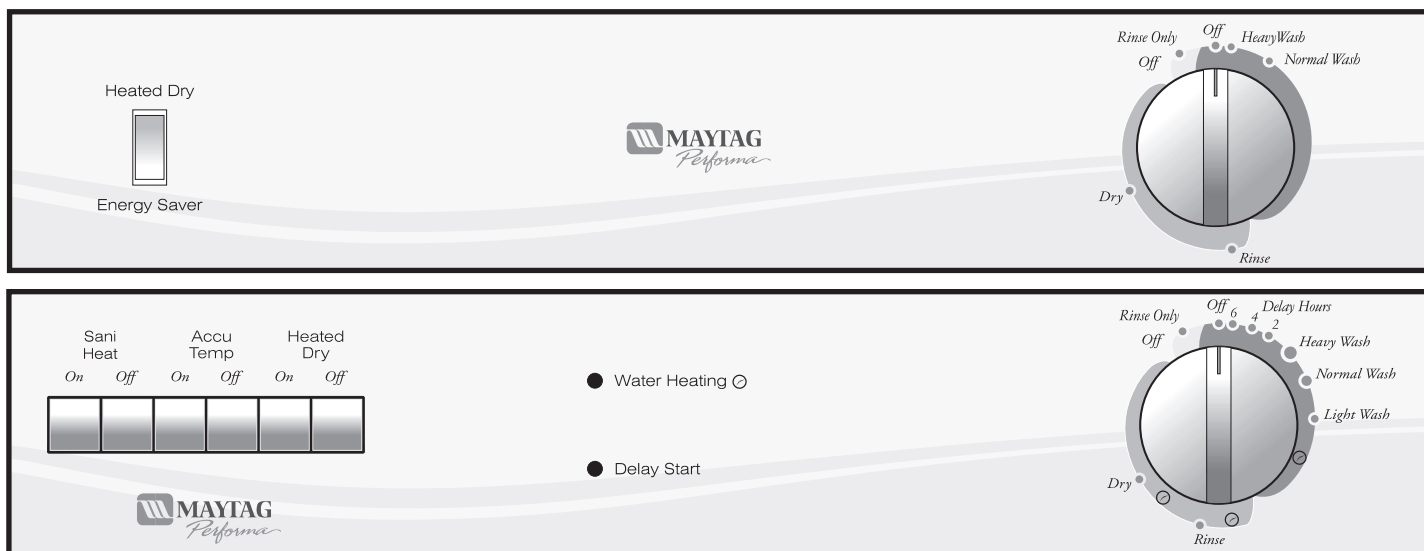 Heated Dry
Energy Saver
MAYTAG
Performa
Off
Rinse Only
HeavyWash
Off
Normal Wash
Dry
Rinse
Sani
Heat
Accu
Temp
Heated
Dry
On Off On Off On Off
MAYTAG
Performa
Water Heating
Delay Start
Off 6 4 2 Delay Hours
Rinse Only
Off
Heavy Wash
Normal Wash
Light Wash
Dry
Rinse